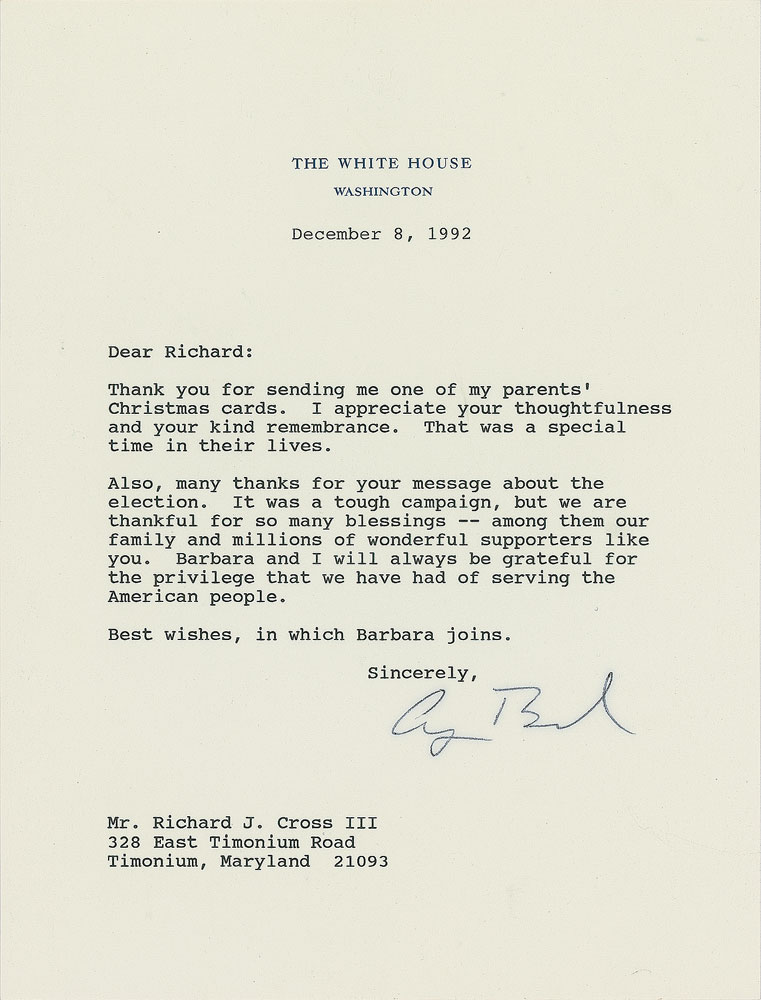 THE WHITE HOUSE
WASHINGTON
December 8, 1992
Dear Richard:
Thank you for sending me one of my parents'
Christmas cards.  I appreciate your thoughtfulness
and your kind remembrance.  That was a special
time in their lives.
Also, many thanks for your message about the
election.  It was a tough campaign, but we are
thankful for so many blessings -- among them our
family and millions of wonderful supporters like
you.  Barbara and I will always be grateful for
the privilege that we have had of serving the
American people.
Best wishes, in which Barbara joins.
Sincerely,
Mr. Richard J. Cross III
328 East Timonium Road
Timonium, Maryland  21093